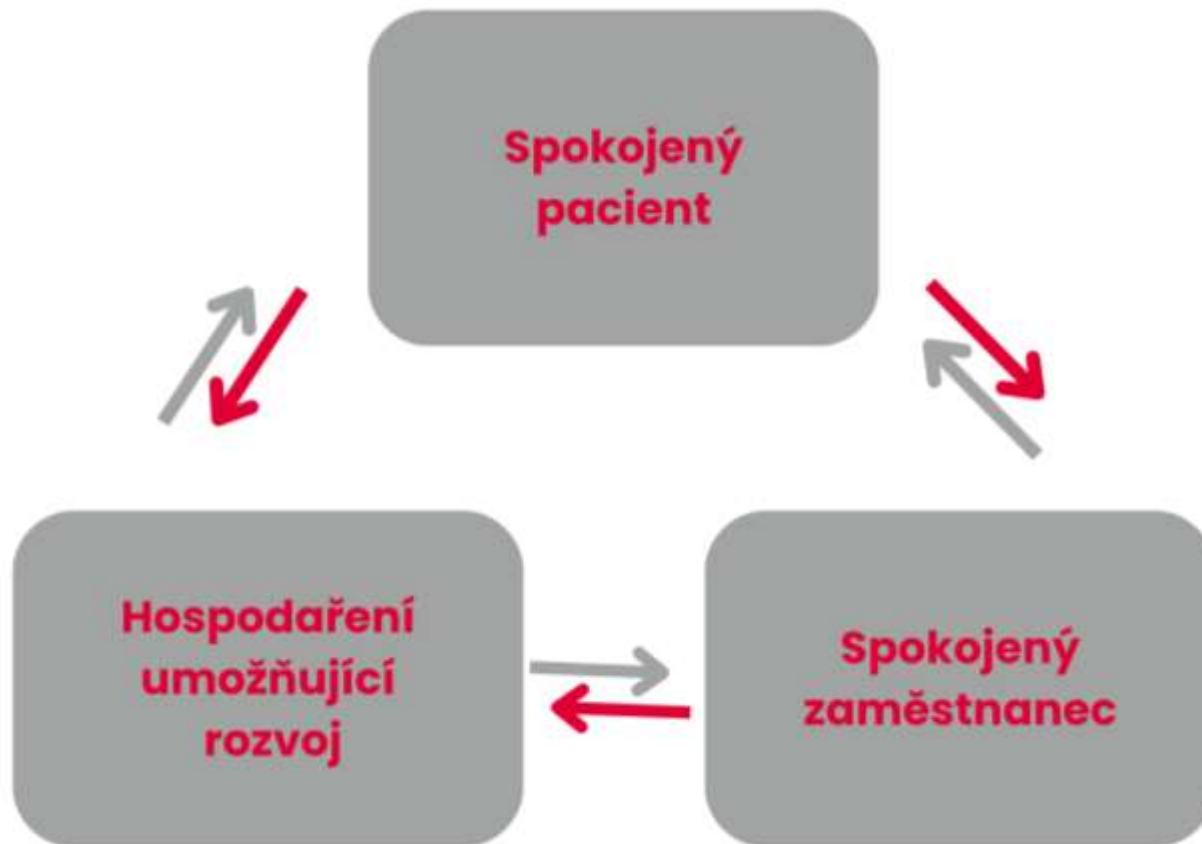 Spokojený
pacient
Hospodaření
umožňující
rozvoj
Spokojený
zaměstnanec